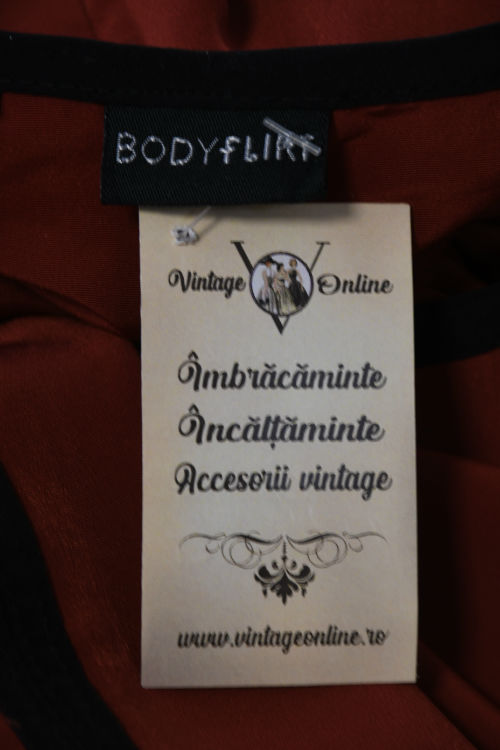 BODYFLIRT
Vintage V Online
Îmbrăcăminte
Încălțăminte
Accesorii vintage
www.vintageonline.ro